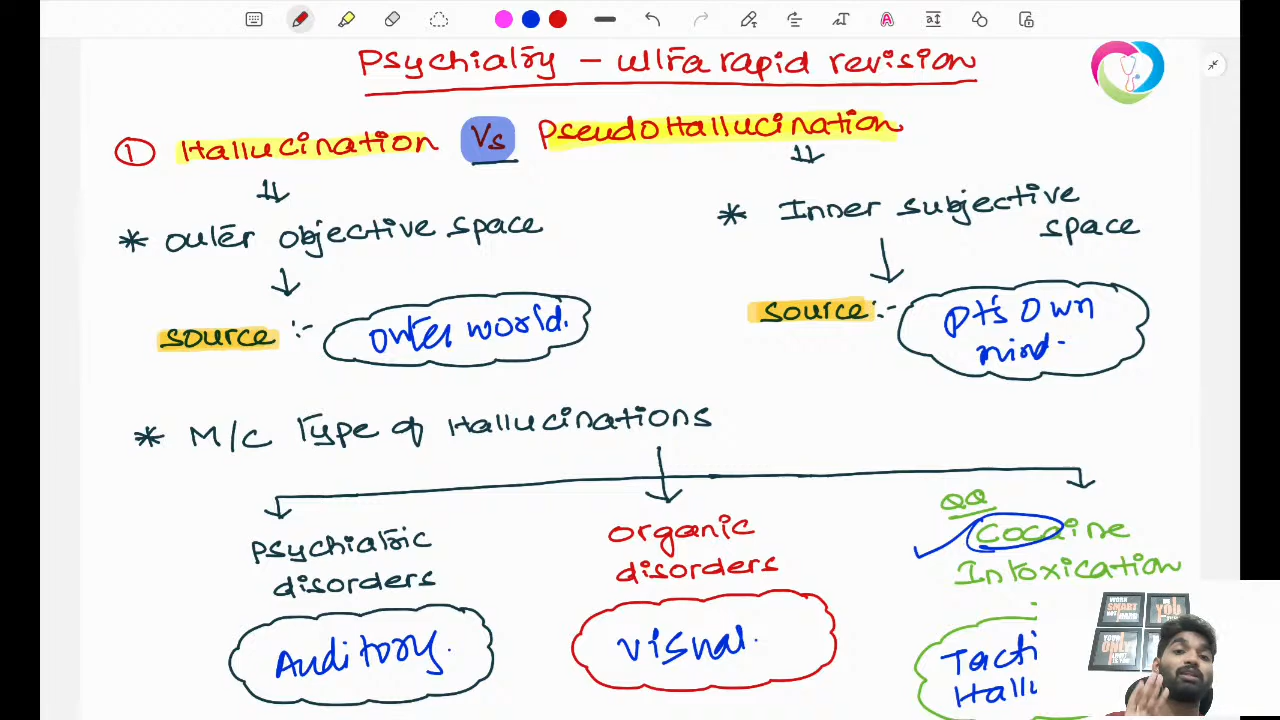 Psychiatry - ultra rapid revision
① Hallucination Vs PseudoHallucination
* outer objective space
* Inner subjective space
source :- outer world.
source :- Pt's Own mind.
* M/C Type of Hallucinations
Psychiatric disorders
Auditory.
organic disorders
visual.
QQ
Cocaine Intoxication
Tacti
Hallu